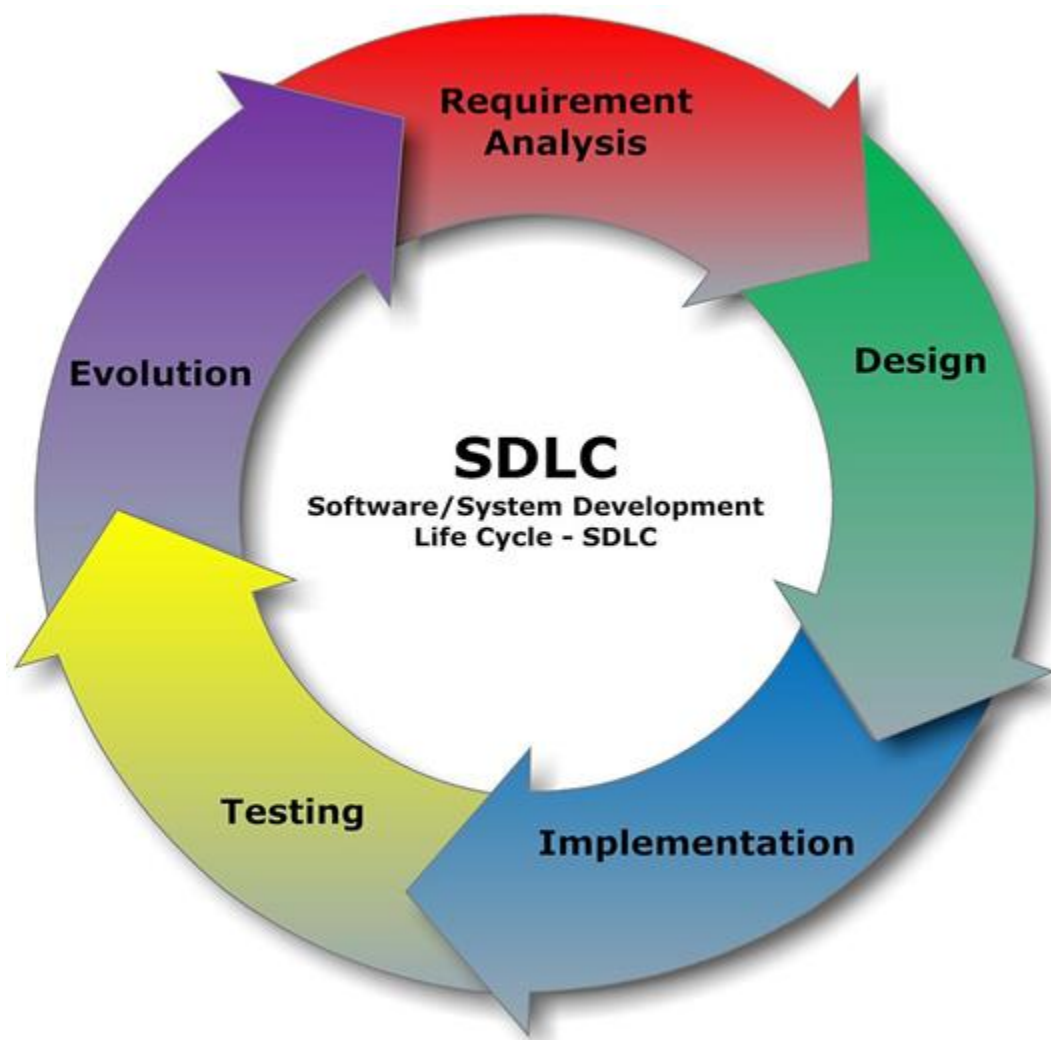 Requirement
Analysis
Design
Evolution
SDLC
Software/System Development
Life Cycle - SDLC
Testing
Implementation